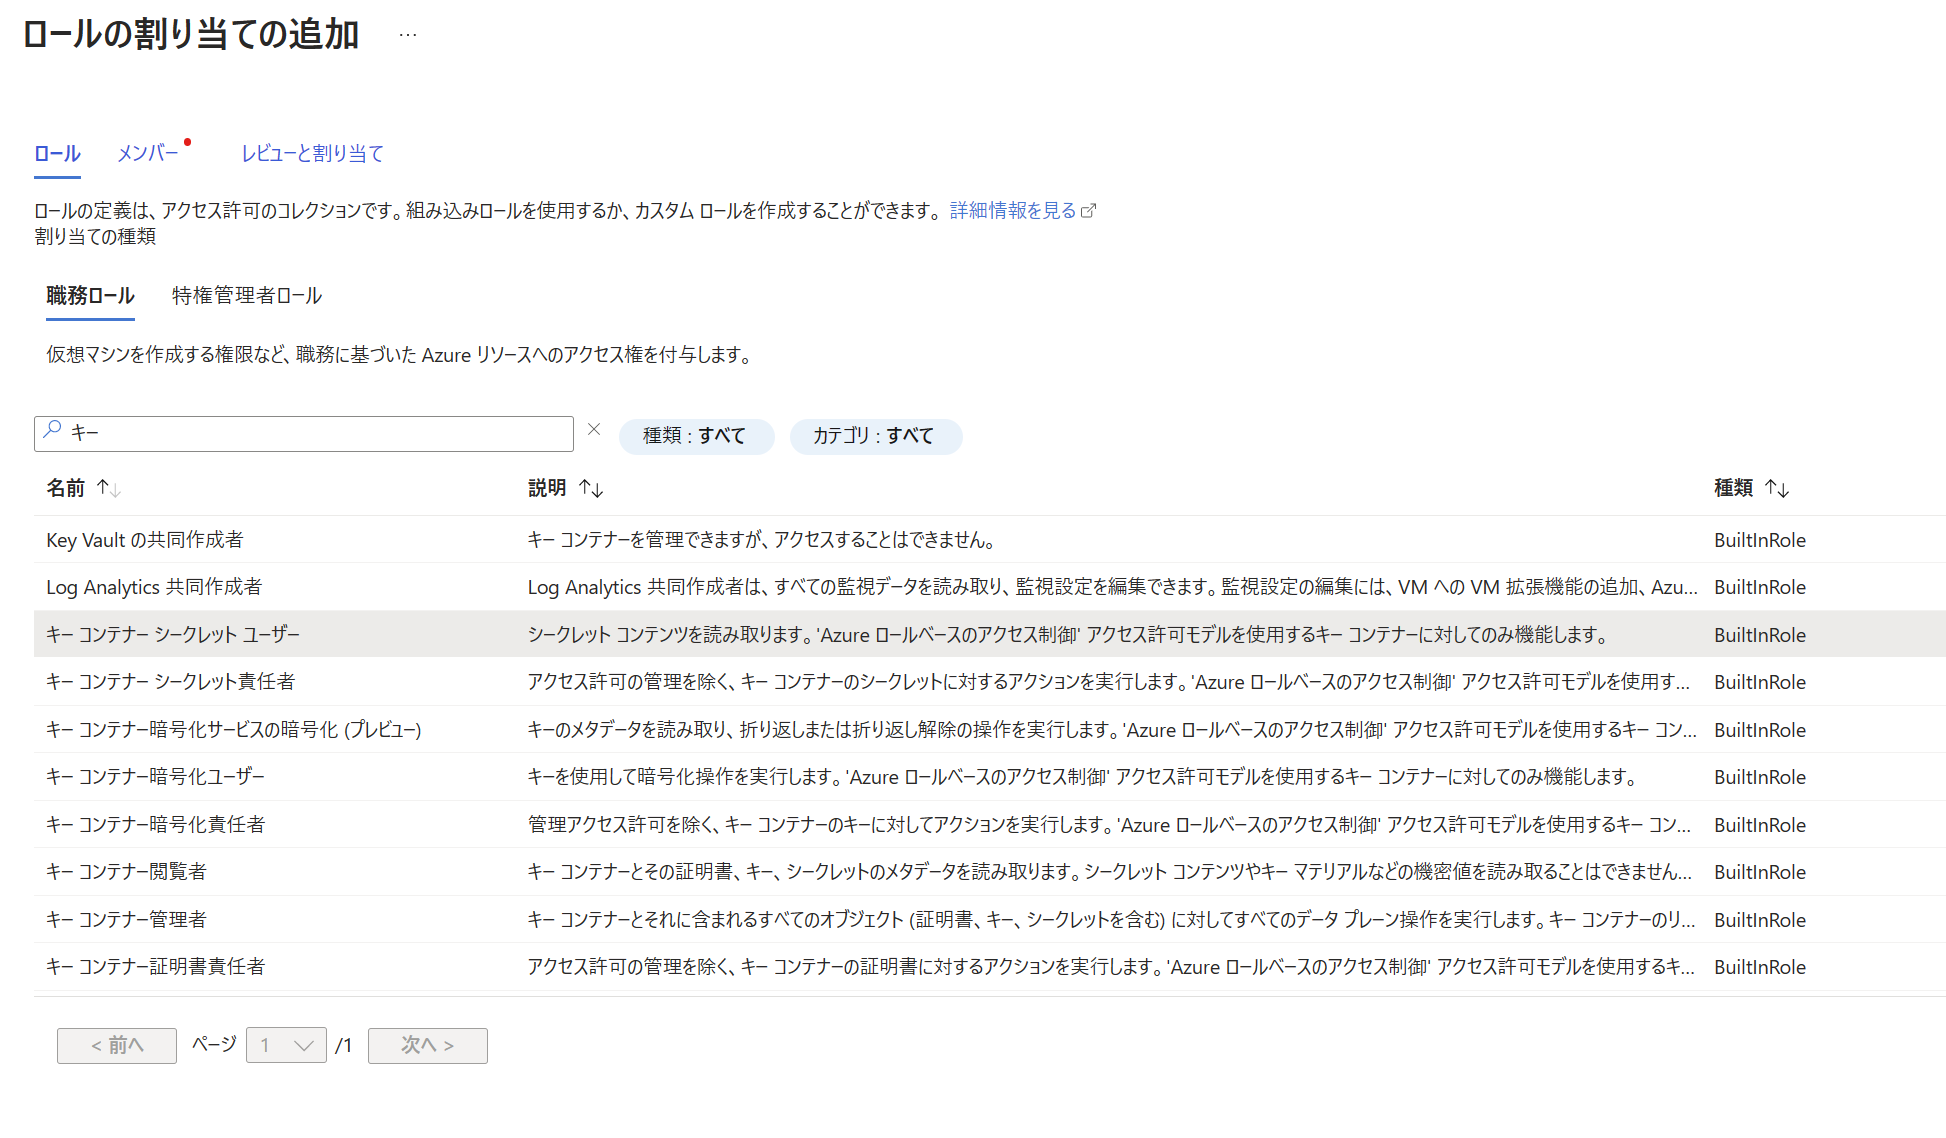 ロールの割り当ての追加 …
ロール メンバー レビューと割り当て
ロールの定義は、アクセス許可のコレクションです。組み込みロールを使用するか、カスタム ロールを作成することができます。 詳細情報を見る
割り当ての種類
職務ロール 特権管理者ロール
仮想マシンを作成する権限など、職務に基づいた Azure リソースへのアクセス権を付与します。
キー × 種類 : すべて カテゴリ : すべて
名前 ↑↓ 説明 ↑↓ 種類 ↑↓
Key Vault の共同作成者 キー コンテナーを管理できますが、アクセスすることはできません。 BuiltInRole
Log Analytics 共同作成者 Log Analytics 共同作成者は、すべての監視データを読み取り、監視設定を編集できます。監視設定の編集には、VM への VM 拡張機能の追加、Azu... BuiltInRole
キー コンテナー シークレット ユーザー シークレット コンテンツを読み取ります。'Azure ロールベースのアクセス制御' アクセス許可モデルを使用するキー コンテナーに対してのみ機能します。 BuiltInRole
キー コンテナー シークレット責任者 アクセス許可の管理を除く、キー コンテナーのシークレットに対するアクションを実行します。'Azure ロールベースのアクセス制御' アクセス許可モデルを使用す... BuiltInRole
キー コンテナー暗号化サービスの暗号化 (プレビュー) キーのメタデータを読み取り、折り返しまたは折り返し解除の操作を実行します。'Azure ロールベースのアクセス制御' アクセス許可モデルを使用するキー コン... BuiltInRole
キー コンテナー暗号化ユーザー キーを使用して暗号化操作を実行します。'Azure ロールベースのアクセス制御' アクセス許可モデルを使用するキー コンテナーに対してのみ機能します。 BuiltInRole
キー コンテナー暗号化責任者 管理アクセス許可を除く、キー コンテナーのキーに対してアクションを実行します。'Azure ロールベースのアクセス制御' アクセス許可モデルを使用するキー コン... BuiltInRole
キー コンテナー閲覧者 キー コンテナーとその証明書、キー、シークレットのメタデータを読み取ります。シークレット コンテンツやキー マテリアルなどの機密値を読み取ることはできません... BuiltInRole
キー コンテナー管理者 キー コンテナーとそれに含まれるすべてのオブジェクト (証明書、キー、シークレットを含む) に対してすべてのデータ プレーン操作を実行します。キー コンテナーのリ... BuiltInRole
キー コンテナー証明書責任者 アクセス許可の管理を除く、キー コンテナーの証明書に対するアクションを実行します。'Azure ロールベースのアクセス制御' アクセス許可モデルを使用するキ... BuiltInRole
< 前へ ページ 1 /1 次へ >